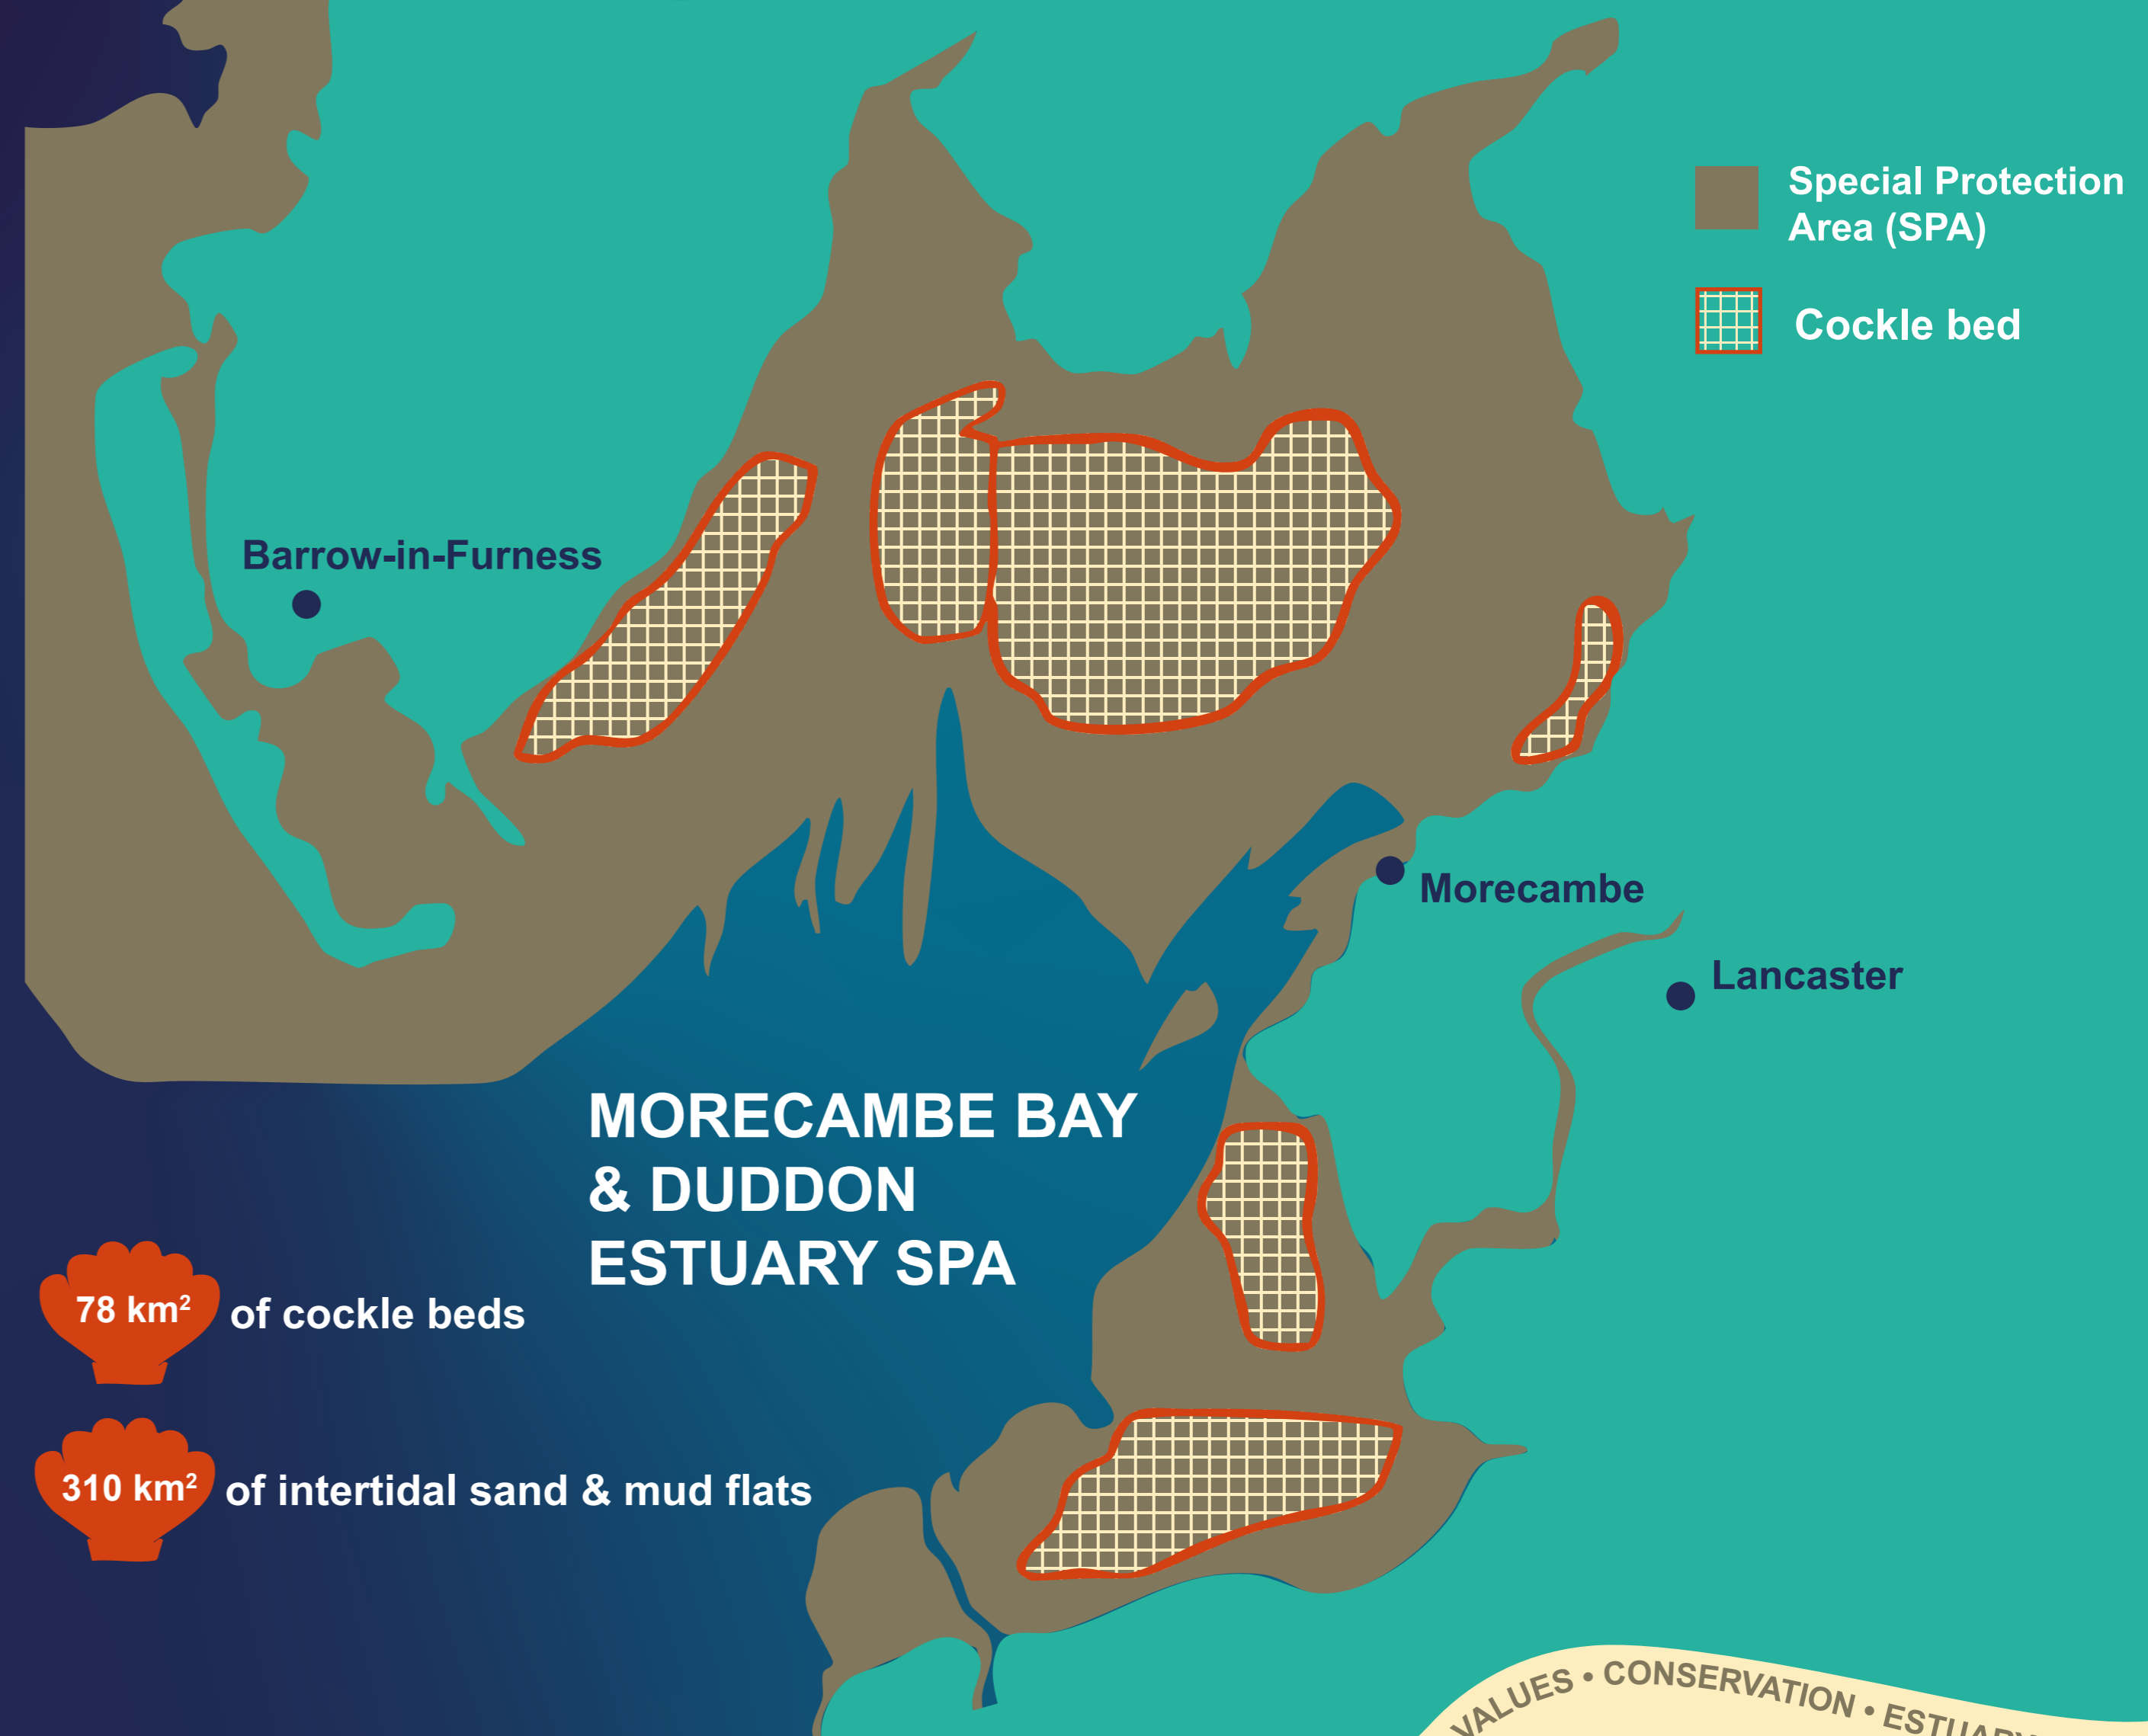 Special Protection
Area (SPA)
Cockle bed
Barrow-in-Furness
Morecambe
Lancaster
MORECAMBE BAY
& DUDDON
ESTUARY SPA
78 km² of cockle beds
310 km² of intertidal sand & mud flats
VALUES • CONSERVATION • ESTUARY